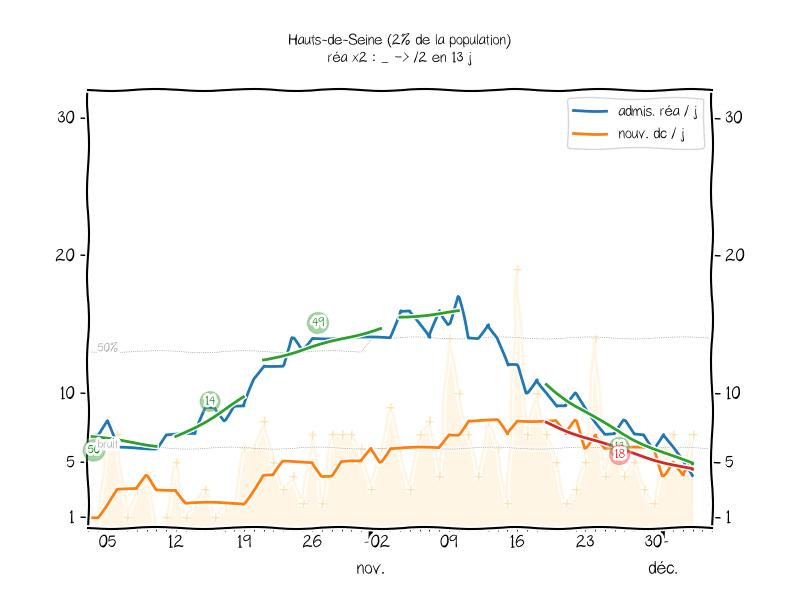 Hauts-de-Seine (2% de la population)
réa x2 : _ -> /2 en 13 j
admis. réa / j
nouv. dc / j
30
30
20
20
50%
49
14
10
10
bruit
50
13
18
5
5
1
1
05 12 19 26 02 09 16 23 30
nov. déc.